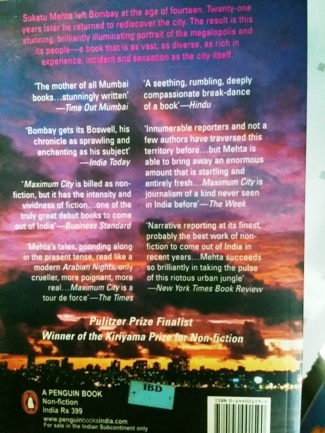 Suketu Mehta left Bombay at the age of fourteen. Twenty-one
years later he returned to rediscover the city. The result is this
stunning, brilliantly illuminating portrait of the megalopolis and
its people—a book that is as vast, as diverse, as rich in
experience, incident and sensation as the city itself.
'The mother of all Mumbai
books...stunningly written'
—Time Out Mumbai
'Bombay gets its Boswell, his
chronicle as sprawling and
enchanting as his subject'
—India Today
'Maximum City is billed as non-
fiction, but it has the intensity and
vividness of fiction...one of the
truly great debut books to come
out of India'—Business Standard
'Mehta's tales, pounding along
in the present tense, read like a
modern Arabian Nights, only
crueller, more poignant, more
real...Maximum City is a
tour de force'—The Times
'A seething, rumbling, deeply
compassionate break-dance
of a book'—Hindu
'Innumerable reporters and not a
few authors have traversed this
territory before...but Mehta is
able to bring away an enormous
amount that is startling and
entirely fresh...Maximum City is
journalism of a kind never seen
in India before'—The Week
'Narrative reporting at its finest,
probably the best work of non-
fiction to come out of India in
recent years...Mehta succeeds
so brilliantly in taking the pulse
of this riotous urban jungle'
—New York Times Book Review
Pulitzer Prize Finalist
Winner of the Kiriyama Prize for Non-fiction
A PENGUIN BOOK
Non-fiction
India Rs 399
www.penguinbooksindia.com
For sale in the Indian Subcontinent only
IBD
ISBN